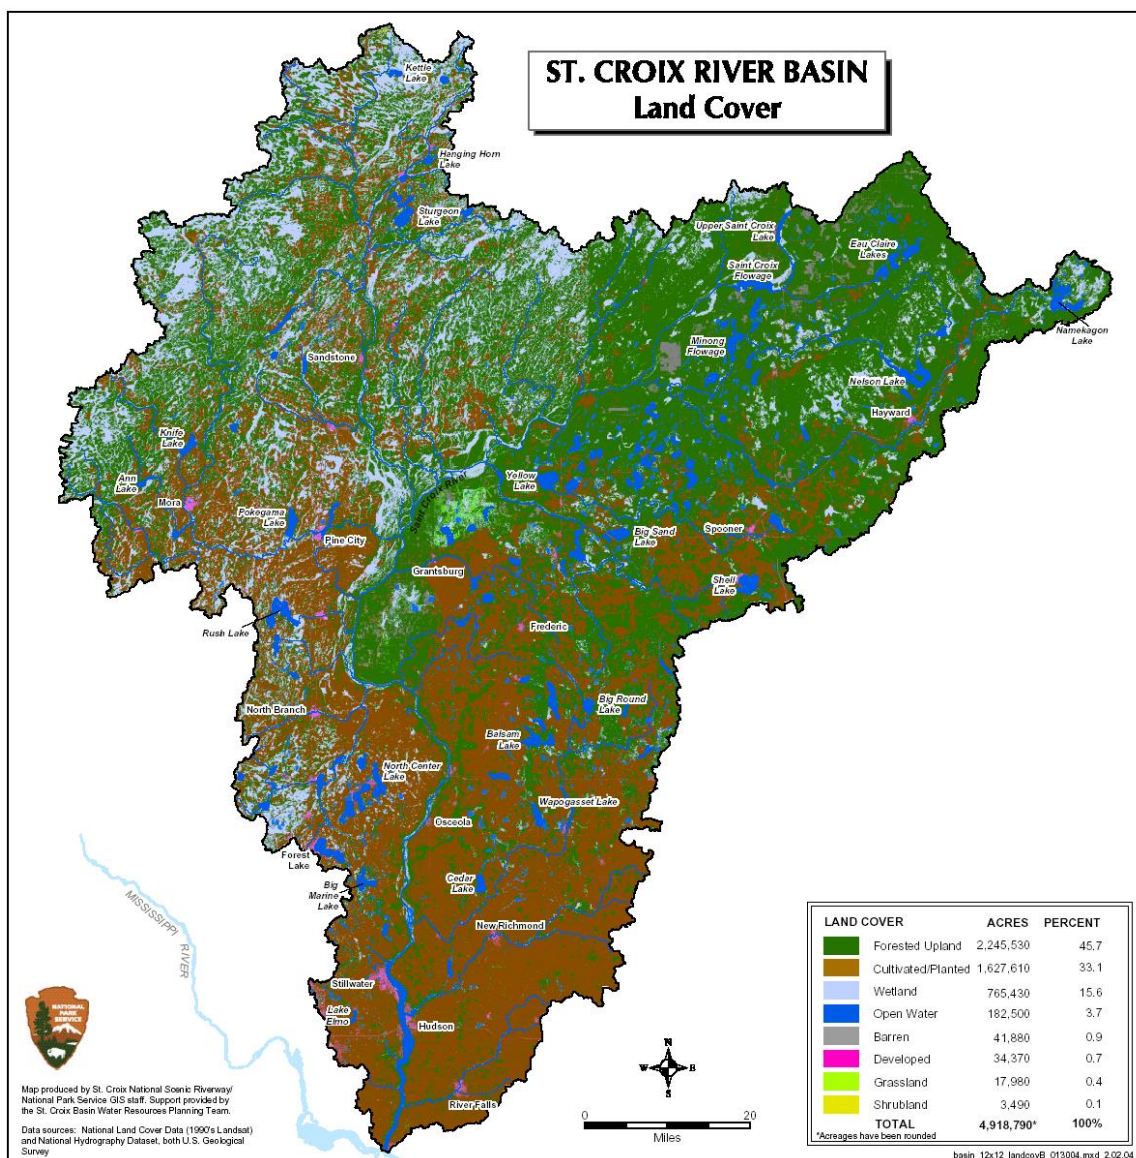 ST. CROIX RIVER BASIN
Land Cover
Kettle
Lake
Hanging Horn
Lake
Sturgeon
Lake
Upper Saint Croix
Lake
Eau Claire
Lakes
Saint Croix
Flowage
Namekagon
Lake
Minong
Flowage
Sandstone
Nelson Lake
Hayward
Knife
Lake
Ann
Lake
Yellow
Lake
Mora
Pokegama
Lake
Saint Croix River
Pine City
Big Sand
Lake
Spooner
Grantsburg
Shell
Lake
Rush Lake
Frederic
North Branch
Big Round
Lake
Balsam
Lake
North Center
Lake
Wapogasset Lake
Osceola
Forest
Lake
Big
Marine
Lake
Cedar
Lake
MISSISSIPPI RIVER
New Richmond
Stillwater
Lake
Elmo
Hudson
River Falls
NATIONAL
PARK
SERVICE
Map produced by St. Croix National Scenic Riverway/
National Park Service GIS staff. Support provided by
the St. Croix Basin Water Resources Planning Team.
Data sources: National Land Cover Data (1990's Landsat)
and National Hydrography Dataset, both U.S. Geological
Survey
N
W E
S
0 20
Miles
LAND COVER ACRES PERCENT
Forested Upland 2,245,530 45.7
Cultivated/Planted 1,627,610 33.1
Wetland 765,430 15.6
Open Water 182,500 3.7
Barren 41,880 0.9
Developed 34,370 0.7
Grassland 17,980 0.4
Shrubland 3,490 0.1
TOTAL 4,918,790* 100%
*Acreages have been rounded
basin_12x12_landcovB_013004.mxd 2.02.04